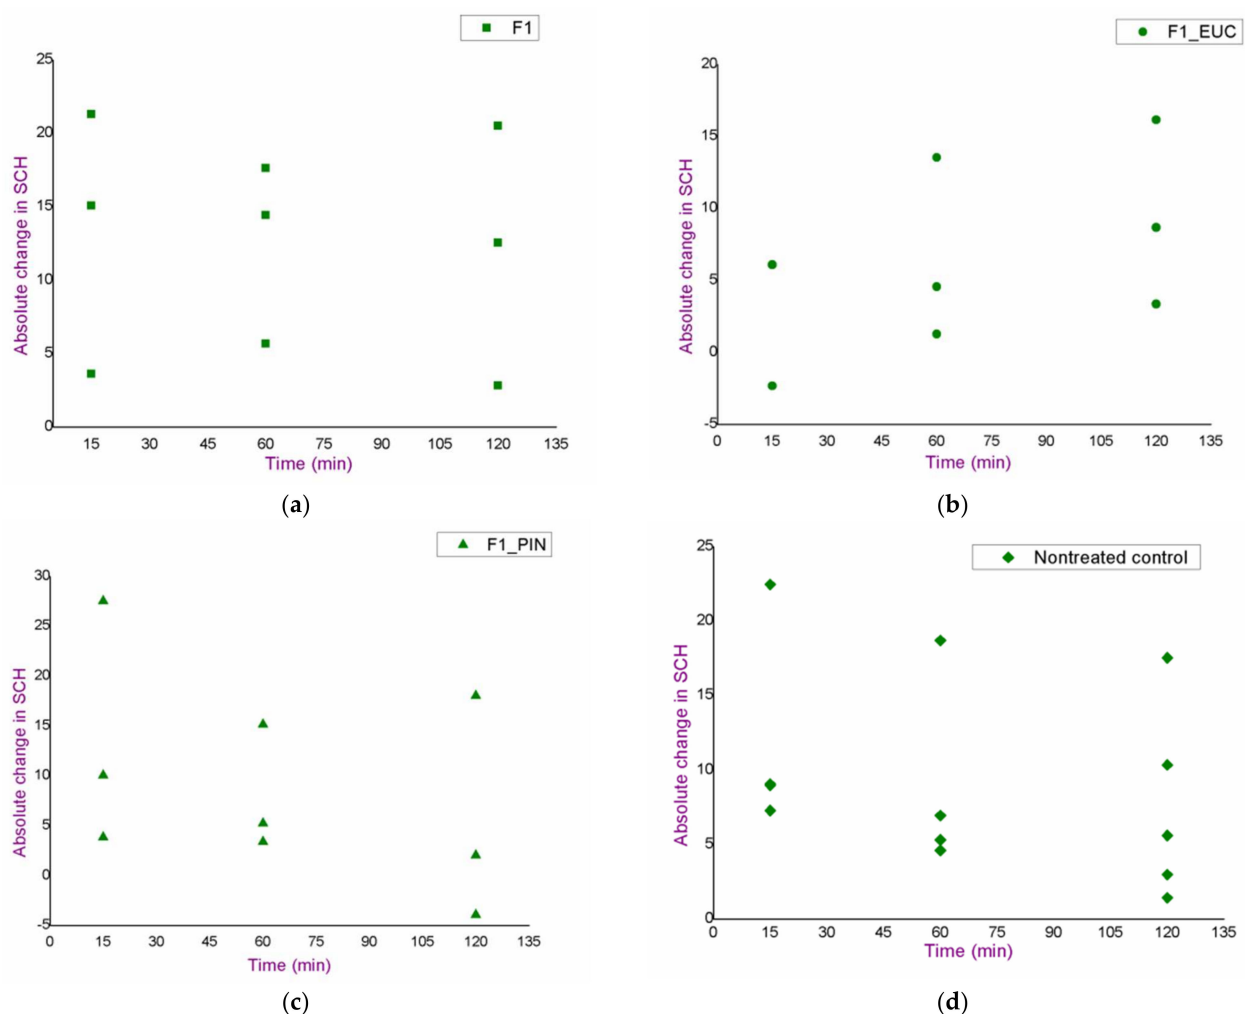 F1
25
20
15
10
5
0
Absolute change in SCH
15 30 45 60 75 90 105 120 135
Time (min)
(a)
F1_EUC
20
15
10
5
0
-5
Absolute change in SCH
0 15 30 45 60 75 90 105 120 135
Time (min)
(b)
F1_PIN
30
25
20
15
10
5
0
-5
Absolute change in SCH
0 15 30 45 60 75 90 105 120 135
Time (min)
(c)
Nontreated control
25
20
15
10
5
0
Absolute change in SCH
0 15 30 45 60 75 90 105 120 135
Time (min)
(d)